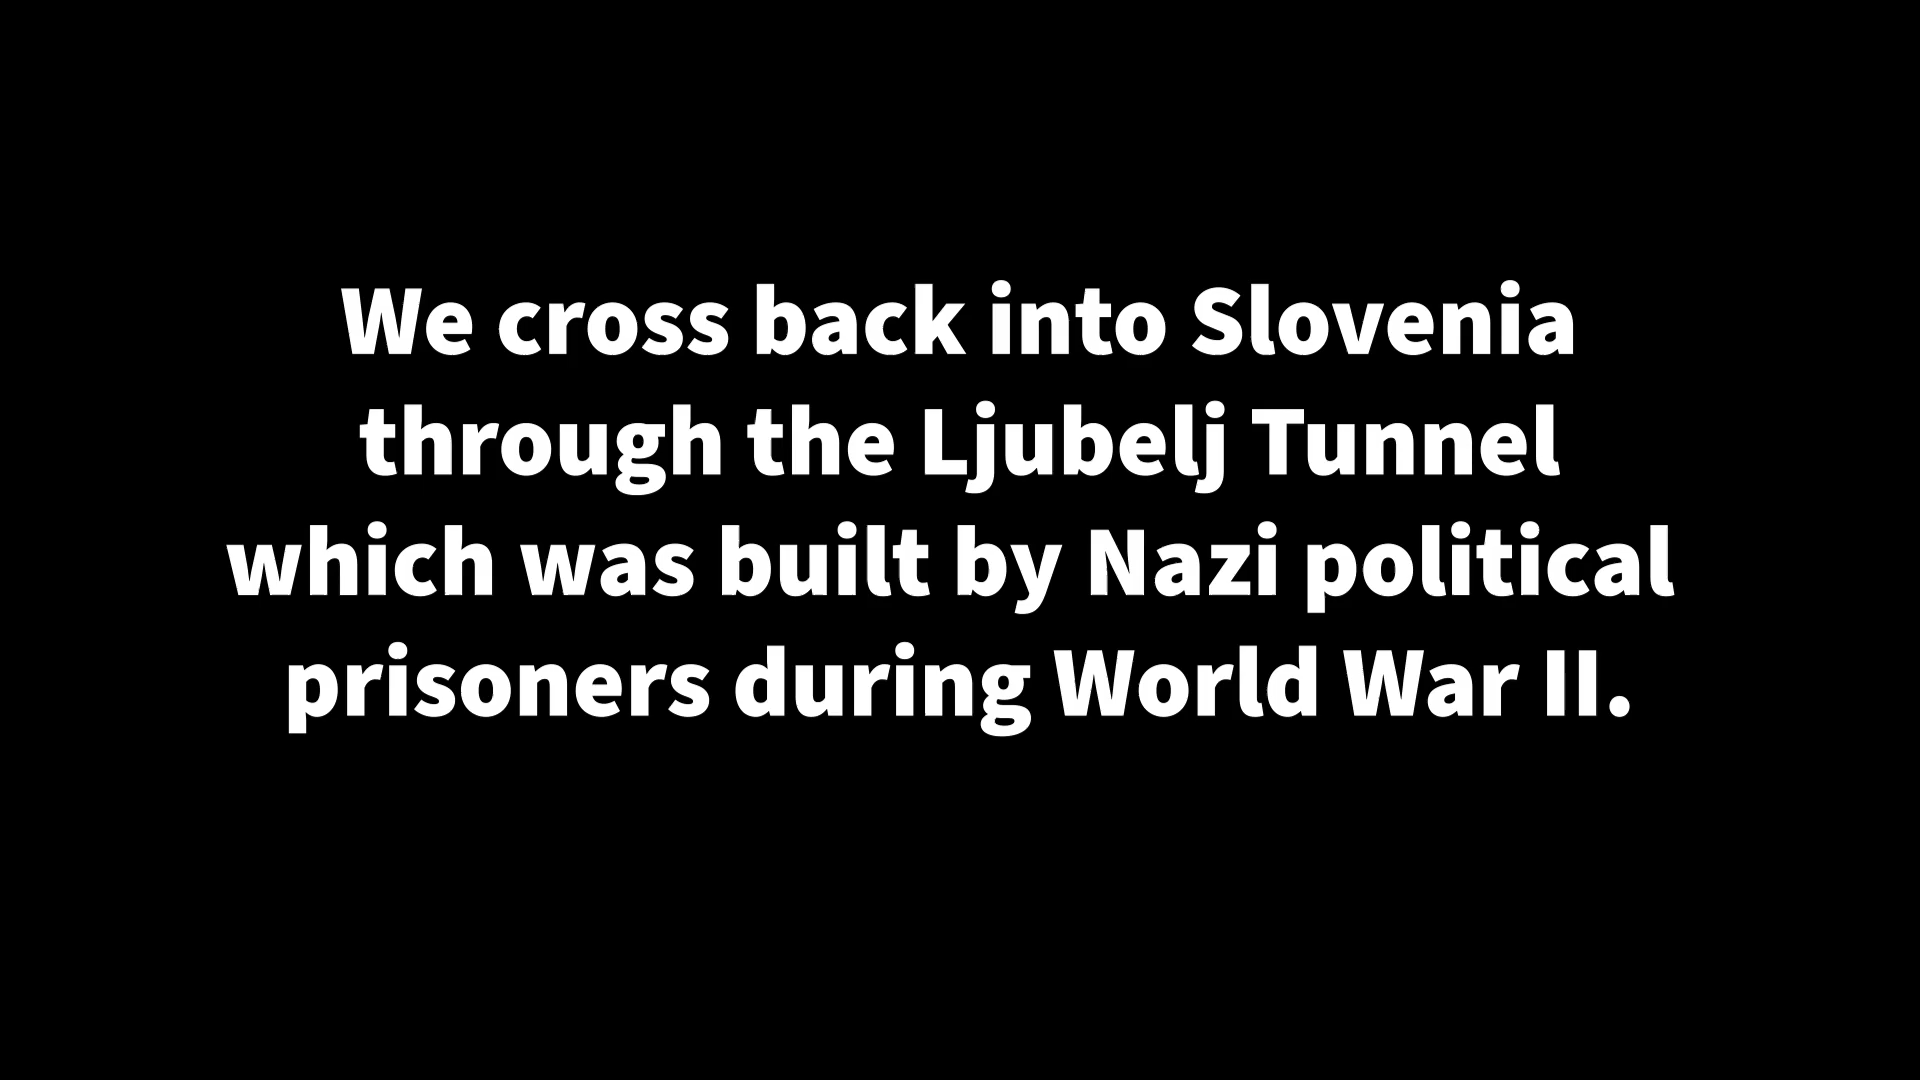 We cross back into Slovenia
through the Ljubelj Tunnel
which was built by Nazi political
prisoners during World War II.